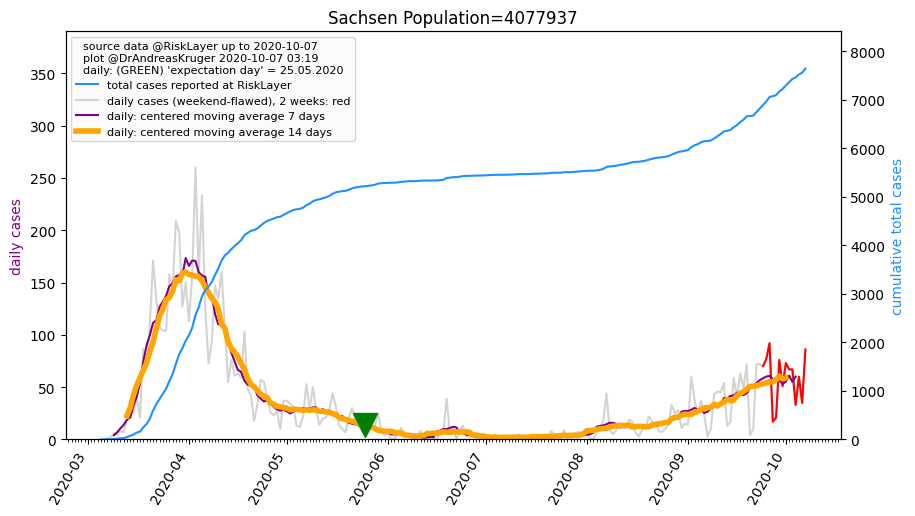 Sachsen Population=4077937
source data @RiskLayer up to 2020-10-07
plot @DrAndreasKruger 2020-10-07 03:19
daily: (GREEN) 'expectation day' = 25.05.2020
total cases reported at RiskLayer
daily cases (weekend-flawed), 2 weeks: red
daily: centered moving average 7 days
daily: centered moving average 14 days
daily cases
350
300
250
200
150
100
50
0
cumulative total cases
8000
7000
6000
5000
4000
3000
2000
1000
0
2020-03
2020-04
2020-05
2020-06
2020-07
2020-08
2020-09
2020-10